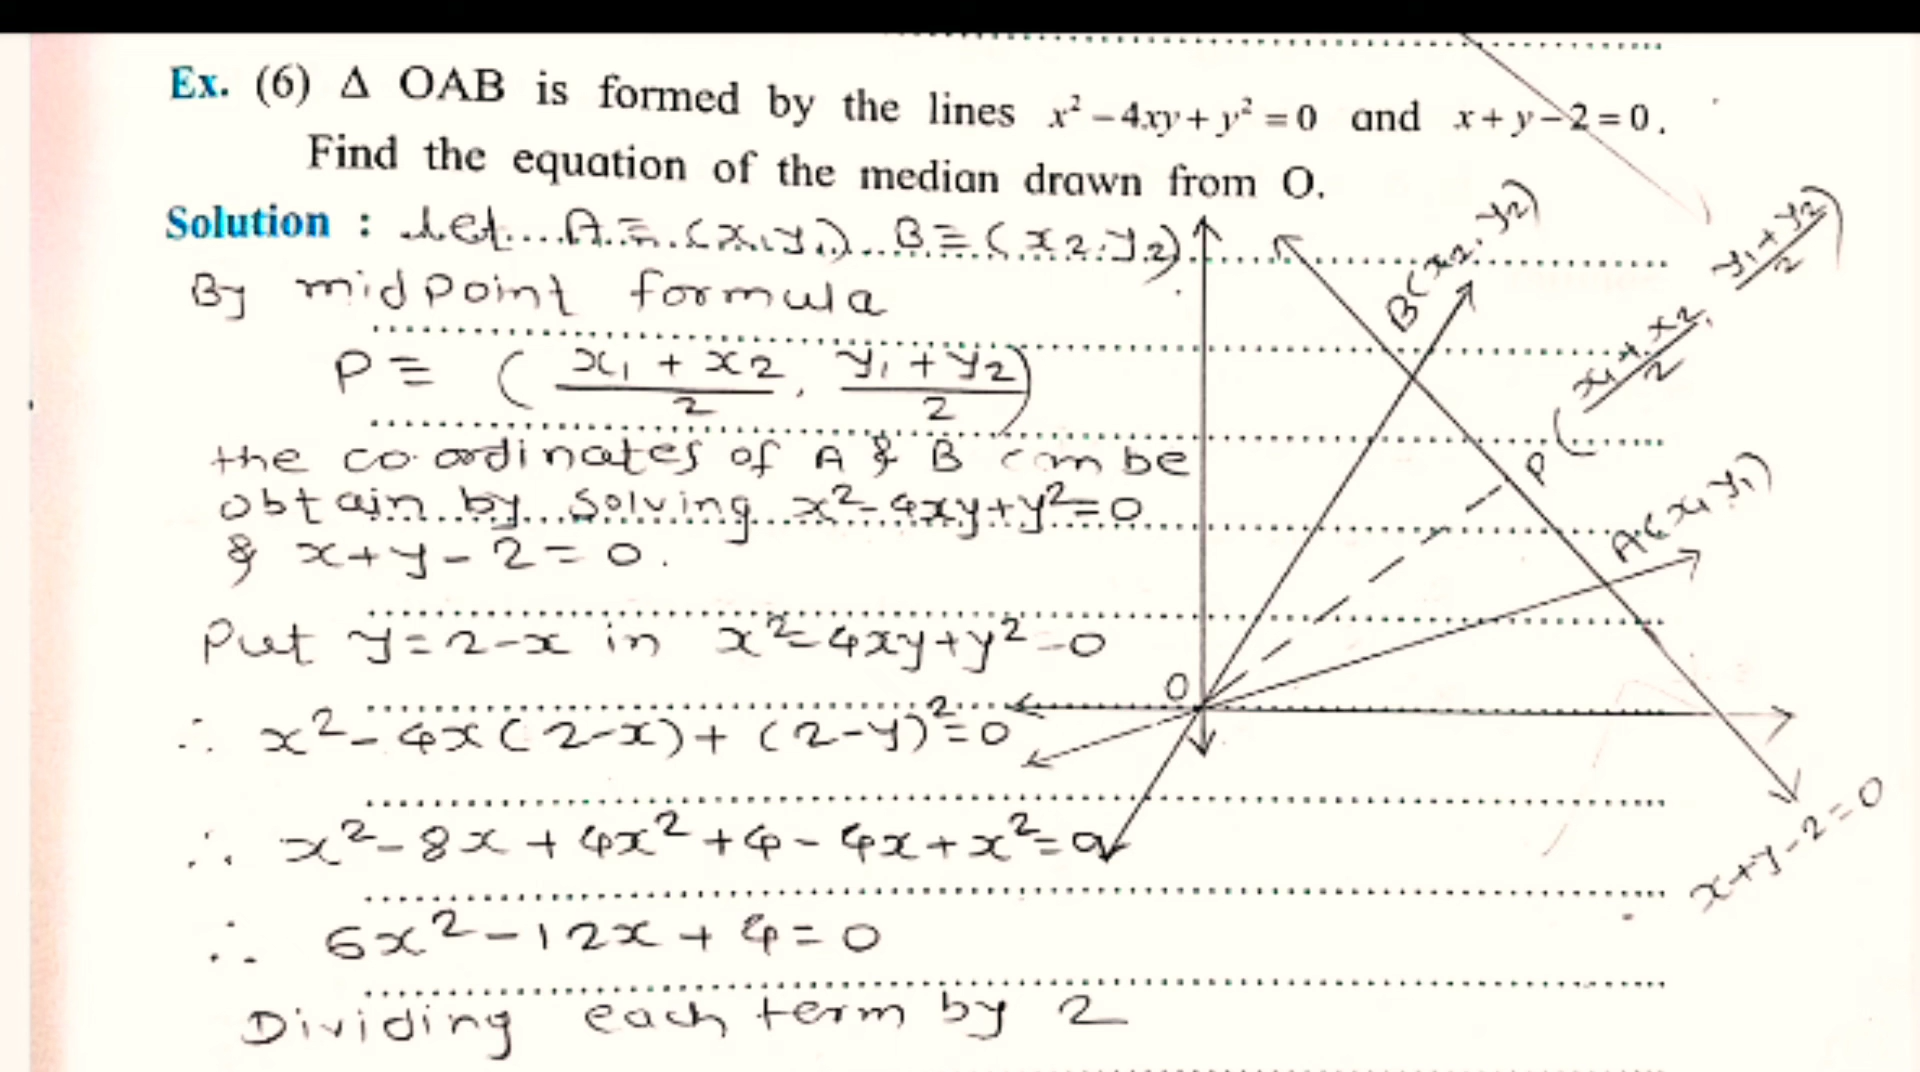 Ex. (6) Δ OAB is formed by the lines x² – 4xy + y² = 0 and x + y – 2 = 0.
Find the equation of the median drawn from O.
Solution : Let A ≡ (x₁ y₁) B ≡ (x₂, y₂)
By midpoint formula
P ≡ ( x₁ + x₂ / 2 , y₁ + y₂ / 2 )
the co-ordinates of A & B can be
obtain by solving x² – 4xy + y² = 0
& x + y – 2 = 0.
Put y = 2 – x in x² – 4xy + y² – 0
∴ x² – 4x ( 2 – x ) + ( 2 – y )² = 0
∴ x² – 8x + 4x² + 4 – 4x + x² = 0
∴ 6x² – 12x + 4 = 0
Dividing each term by 2
B ( x₂ , y₂ )
P ( x₁ + x₂ / 2 , y₁ + y₂ / 2 )
A ( x₁ y₁ )
O
x + y – 2 = 0